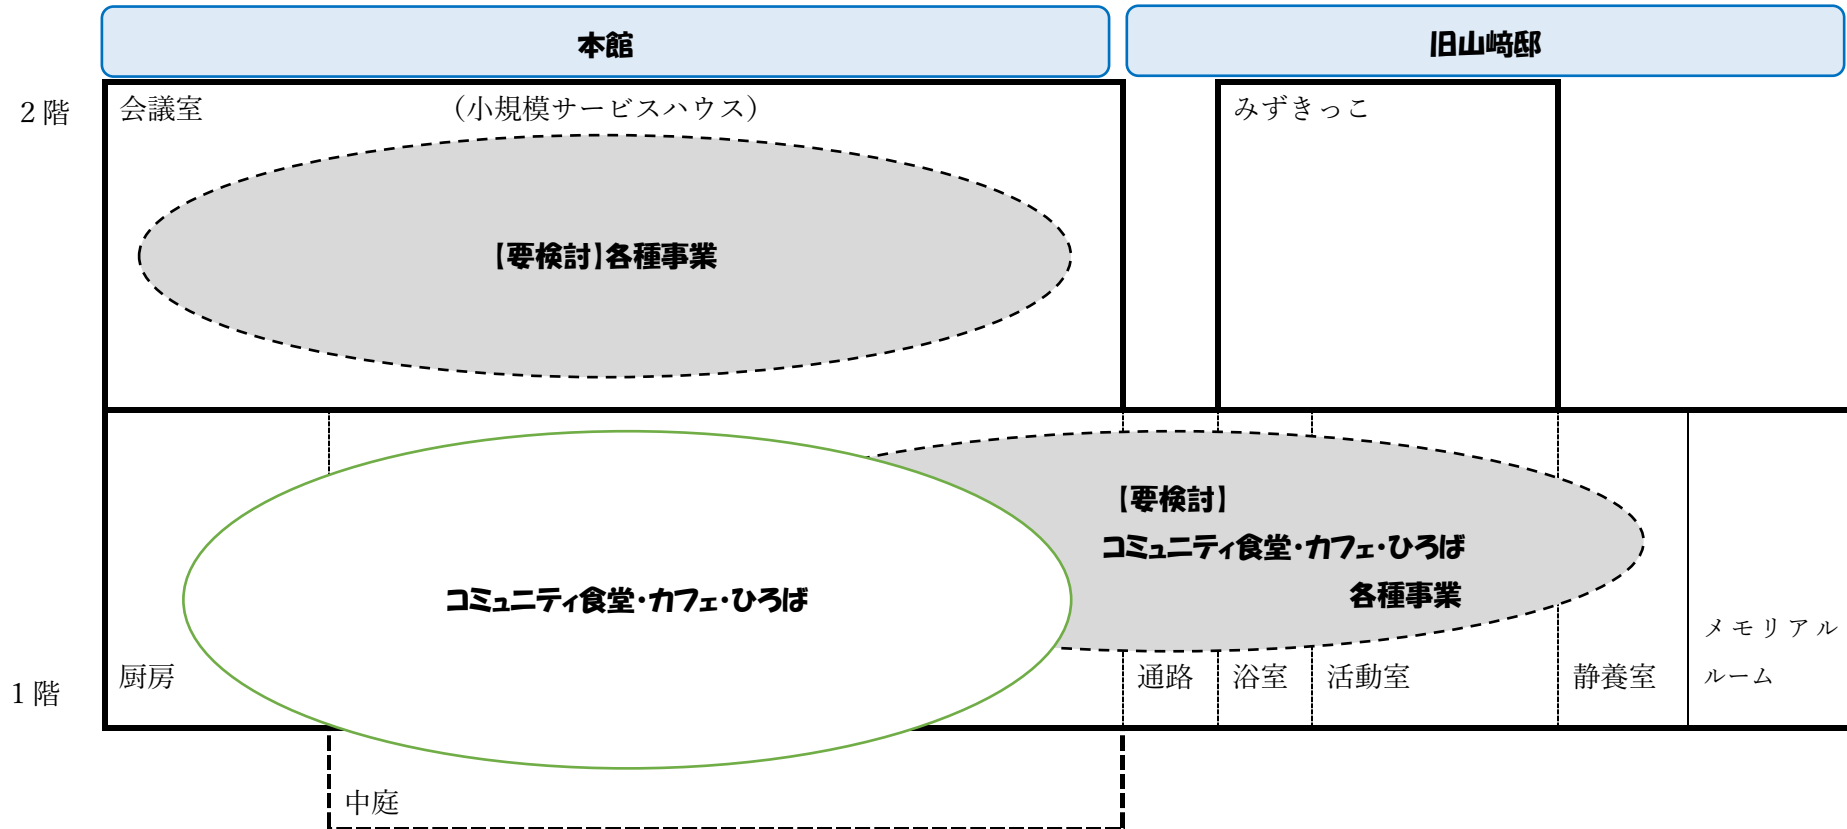 本館
旧山﨑邸
２階
会議室
（小規模サービスハウス）
みずきっこ
【要検討】各種事業
【要検討】
コミュニティ食堂・カフェ・ひろば
各種事業
コミュニティ食堂・カフェ・ひろば
１階
厨房
通路
浴室
活動室
静養室
メモリアル
ルーム
中庭